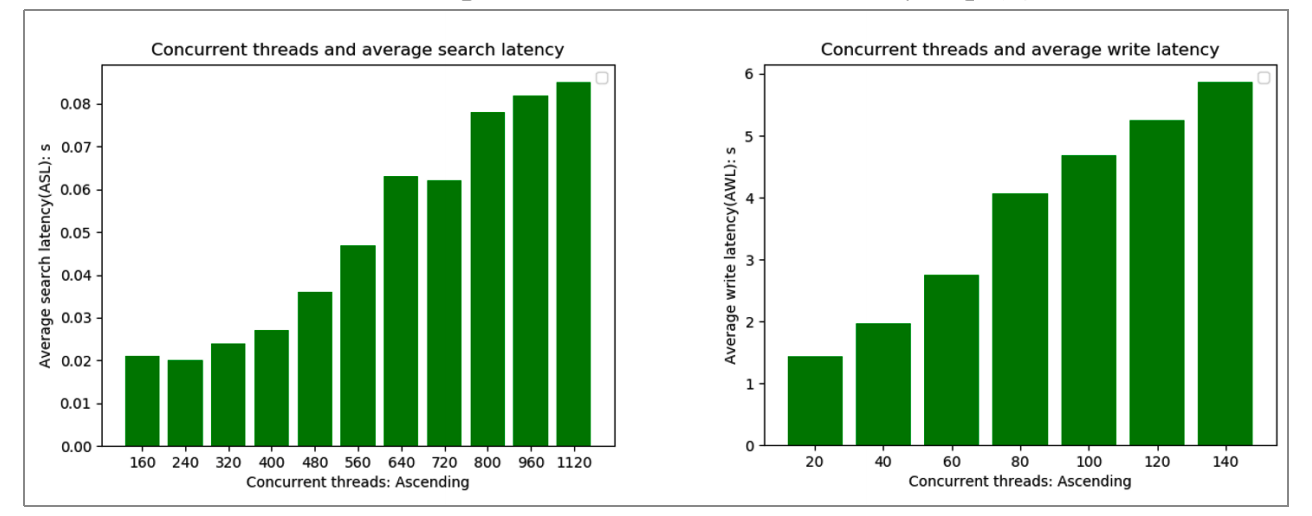 Concurrent threads and average search latency
Average search latency(ASL): s
0.08
0.07
0.06
0.05
0.04
0.03
0.02
0.01
0.00
160 240 320 400 480 560 640 720 800 960 1120
Concurrent threads: Ascending
Concurrent threads and average write latency
Average write latency(AWL): s
6
5
4
3
2
1
0
20 40 60 80 100 120 140
Concurrent threads: Ascending